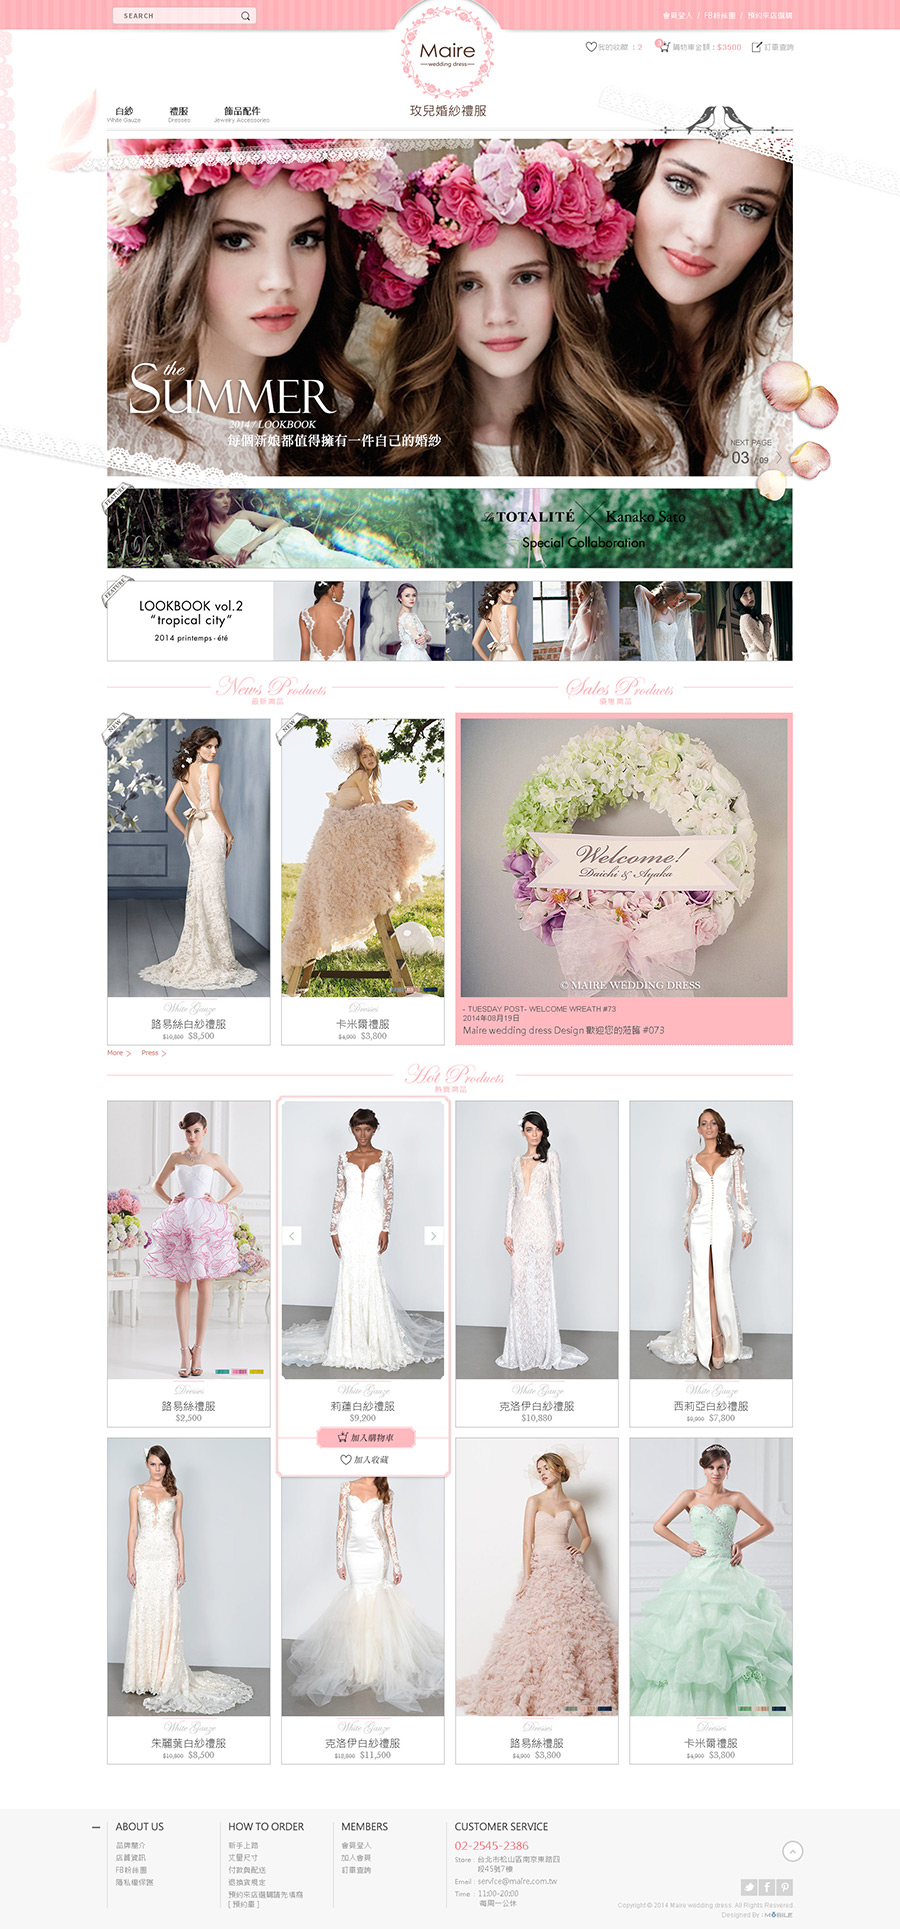 SEARCH
會員登入 / FB粉絲團 / 預約來店選購
Maire
wedding dress
玫兒婚紗禮服
我的收藏 : 2
購物車金額 : $3500
訂單查詢
白紗
White Gauze
禮服
Dresses
飾品配件
Jewelry Accessories
the
SUMMER
2014 / LOOKBOOK
每個新娘都值得擁有一件自己的婚紗
NEXT PAGE
03 / 09
FEATURE
La TOTALITÉ × Kanako Sato
Special Collaboration
FEATURE
LOOKBOOK vol.2
"tropical city"
2014 printemps-été
News Products
最新商品
Sales Products
優惠商品
NEW
White Gauze
路易絲白紗禮服
$10,800 $8,500
NEW
Dresses
卡米爾禮服
$4,900 $3,800
Welcome!
Daichi & Ayaka
© MAIRE WEDDING DRESS
- TUESDAY POST- WELCOME WREATH #73
2014年08月19日
Maire wedding dress Design 歡迎您的蒞臨 #073
More
Press
Hot Products
熱賣商品
Dresses
路易絲禮服
$2,500
White Gauze
莉蓮白紗禮服
$9,200
加入購物車
加入收藏
White Gauze
克洛伊白紗禮服
$10,880
White Gauze
西莉亞白紗禮服
$9,900 $7,800
White Gauze
朱麗葉白紗禮服
$10,800 $8,500
White Gauze
克洛伊白紗禮服
$18,800 $11,500
Dresses
路易絲禮服
$4,900 $3,800
Dresses
卡米爾禮服
$4,900 $3,800
ABOUT US
品牌簡介
店鋪資訊
FB粉絲團
隱私權保護
HOW TO ORDER
新手上路
丈量尺寸
付款與配送
退換貨規定
預約來店選購請先填寫
[ 預約單 ]
MEMBERS
會員登入
加入會員
訂單查詢
CUSTOMER SERVICE
02-2545-2386
Store : 台北市松山區南京東路四
段45號7樓
Email : service@maire.com.tw
Time : 11:00-20:00
每周一公休
Copyright © 2014 Maire wedding dress. All Rights Reserved.
Designed By : MOBILE